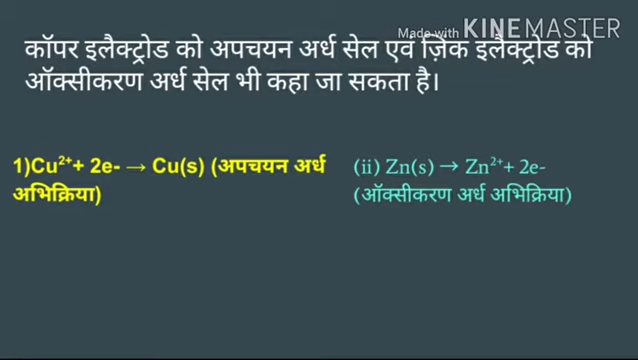 Made with KINEMASTER
कॉपर इलैक्ट्रोड को अपचयन अर्ध सेल एवं ज़िंक इलैक्ट्रोड को
ऑक्सीकरण अर्ध सेल भी कहा जा सकता है।
1)Cu²⁺+ 2e- → Cu(s) (अपचयन अर्ध
अभिक्रिया)
(ii) Zn(s) → Zn²⁺+ 2e-
(ऑक्सीकरण अर्ध अभिक्रिया)